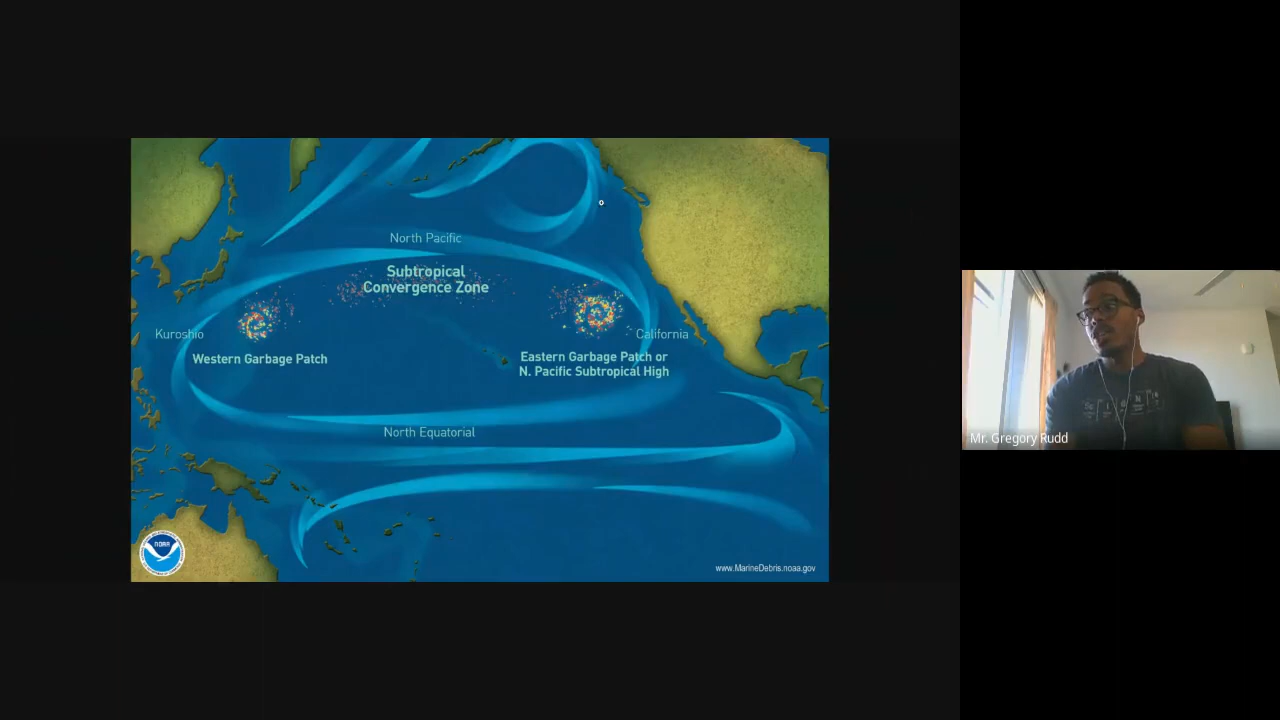 North Pacific
Subtropical
Convergence Zone
Kuroshio
California
Western Garbage Patch
Eastern Garbage Patch or
N. Pacific Subtropical High
North Equatorial
NOAA
www.MarineDebris.noaa.gov
Mr. Gregory Rudd